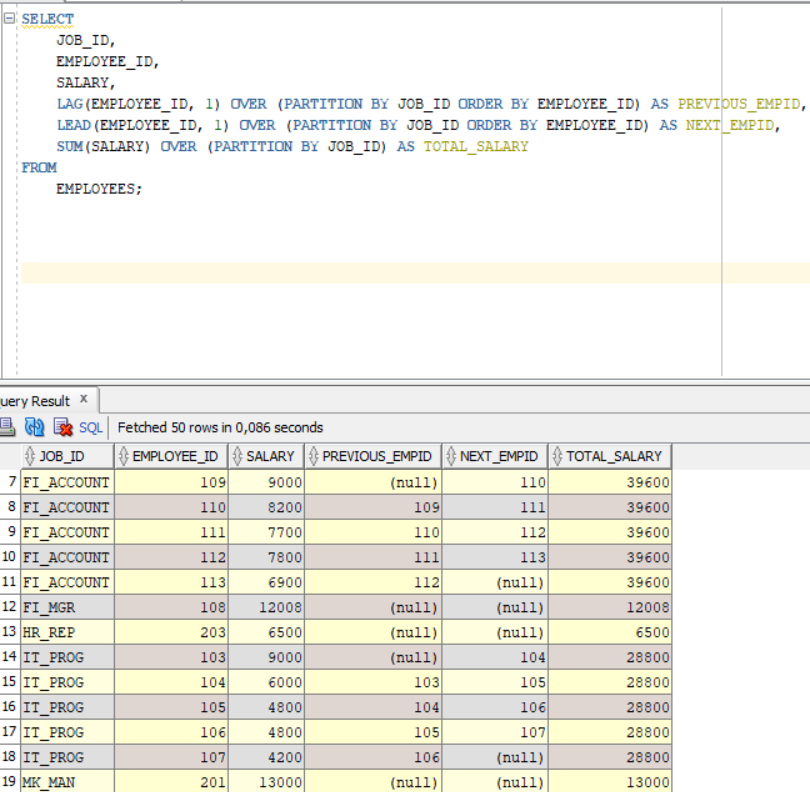 SELECT
JOB_ID,
EMPLOYEE_ID,
SALARY,
LAG(EMPLOYEE_ID, 1) OVER (PARTITION BY JOB_ID ORDER BY EMPLOYEE_ID) AS PREVIOUS_EMPID,
LEAD(EMPLOYEE_ID, 1) OVER (PARTITION BY JOB_ID ORDER BY EMPLOYEE_ID) AS NEXT_EMPID,
SUM(SALARY) OVER (PARTITION BY JOB_ID) AS TOTAL_SALARY
FROM
EMPLOYEES;
uery Result x
SQL Fetched 50 rows in 0,086 seconds
JOB_ID EMPLOYEE_ID SALARY PREVIOUS_EMPID NEXT_EMPID TOTAL_SALARY
7 FI_ACCOUNT 109 9000 (null) 110 39600
8 FI_ACCOUNT 110 8200 109 111 39600
9 FI_ACCOUNT 111 7700 110 112 39600
10 FI_ACCOUNT 112 7800 111 113 39600
11 FI_ACCOUNT 113 6900 112 (null) 39600
12 FI_MGR 108 12008 (null) (null) 12008
13 HR_REP 203 6500 (null) (null) 6500
14 IT_PROG 103 9000 (null) 104 28800
15 IT_PROG 104 6000 103 105 28800
16 IT_PROG 105 4800 104 106 28800
17 IT_PROG 106 4800 105 107 28800
18 IT_PROG 107 4200 106 (null) 28800
19 MK_MAN 201 13000 (null) (null) 13000